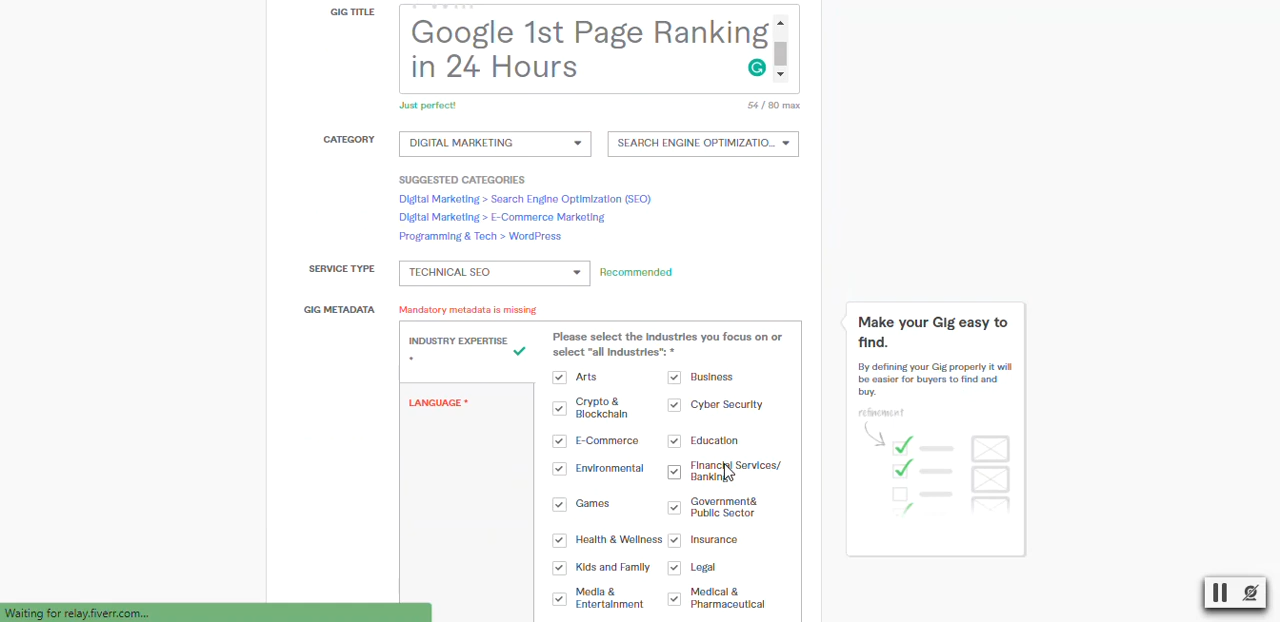 GIG TITLE
Google 1st Page Ranking
in 24 Hours
Just perfect!
54 / 80 max
CATEGORY
DIGITAL MARKETING
SEARCH ENGINE OPTIMIZATIO...
SUGGESTED CATEGORIES
Digital Marketing > Search Engine Optimization (SEO)
Digital Marketing > E-Commerce Marketing
Programming & Tech > WordPress
SERVICE TYPE
TECHNICAL SEO
Recommended
GIG METADATA
Mandatory metadata is missing
INDUSTRY EXPERTISE
*
LANGUAGE *
Please select the industries you focus on or
select "all industries": *
Arts
Business
Crypto &
Blockchain
Cyber Security
E-Commerce
Education
Environmental
Financial Services/
Banking
Games
Government&
Public Sector
Health & Wellness
Insurance
Kids and Family
Legal
Media &
Entertainment
Medical &
Pharmaceutical
Make your Gig easy to
find.
By defining your Gig properly it will
be easier for buyers to find and
buy.
refinement
Waiting for relay.fiverr.com...